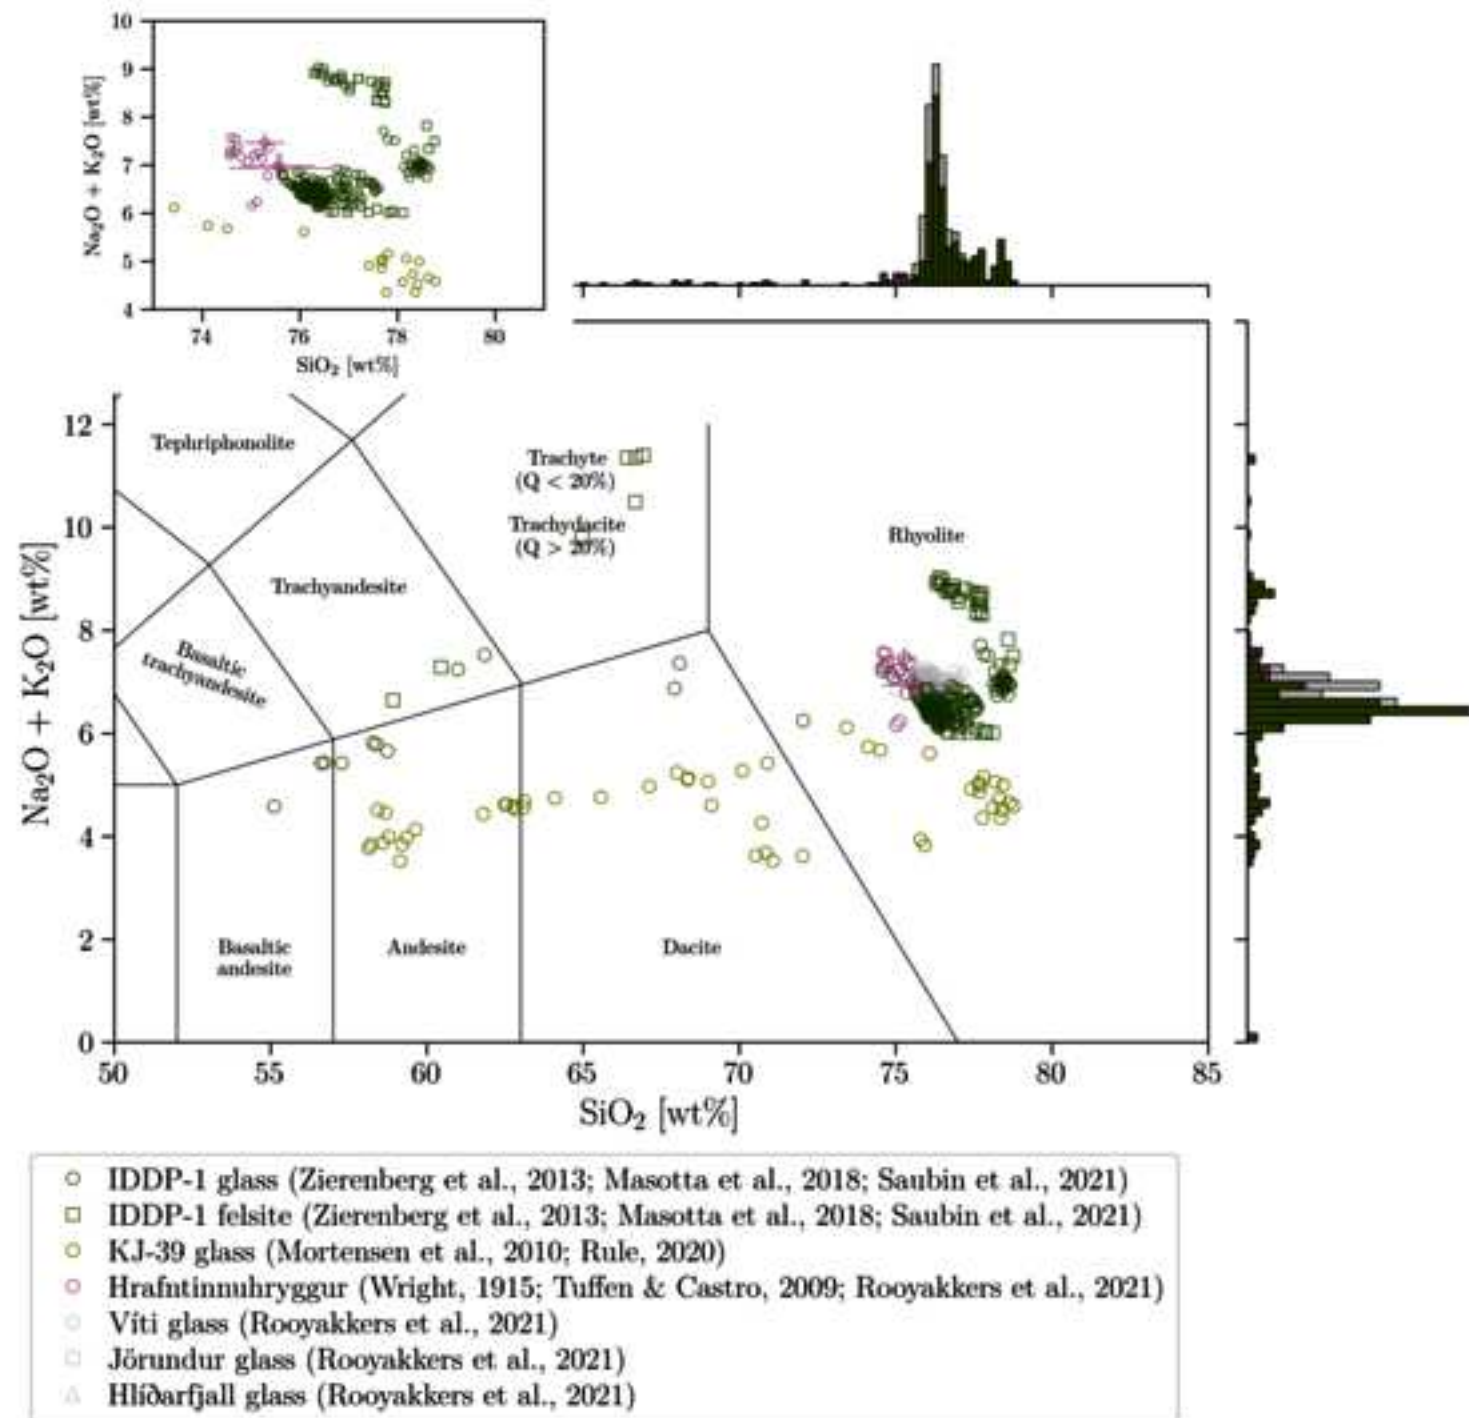 10
9
8
7
6
5
4
Na₂O + K₂O [wt%]
74 76 78 80
SiO₂ [wt%]
12
10
8
6
4
2
0
Na₂O + K₂O [wt%]
Tephriphonolite
Trachyte
(Q < 20%)
Trachydacite
(Q > 20%)
Rhyolite
Trachyandesite
Basaltic
trachyandesite
Basaltic
andesite
Andesite
Dacite
50 55 60 65 70 75 80 85
SiO₂ [wt%]
IDDP-1 glass (Zierenberg et al., 2013; Masotta et al., 2018; Saubin et al., 2021)
IDDP-1 felsite (Zierenberg et al., 2013; Masotta et al., 2018; Saubin et al., 2021)
KJ-39 glass (Mortensen et al., 2010; Rule, 2020)
Hrafntinnuhryggur (Wright, 1915; Tuffen & Castro, 2009; Rooyakkers et al., 2021)
Víti glass (Rooyakkers et al., 2021)
Jörundur glass (Rooyakkers et al., 2021)
Hlíðarfjall glass (Rooyakkers et al., 2021)